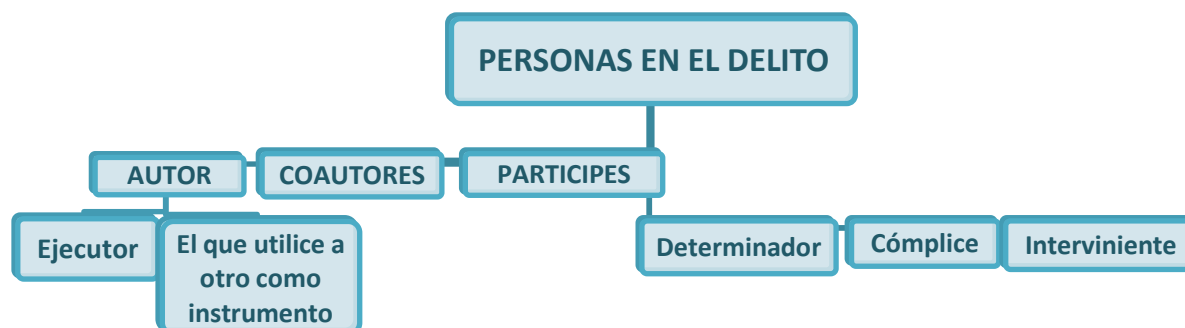 PERSONAS EN EL DELITO
AUTOR
COAUTORES
PARTICIPES
Ejecutor
El que utilice a
otro como
instrumento
Determinador
Cómplice
Interviniente